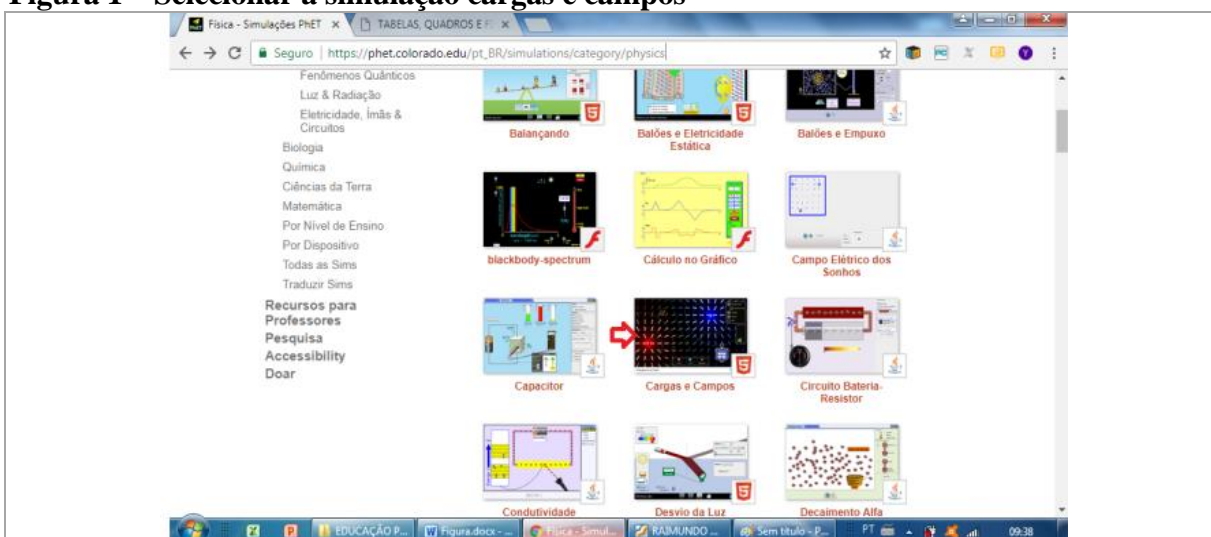 Figura 1 – Selecionar a simulação cargas e campos
Física - Simulações PhET
TABELAS, QUADROS E
Seguro | https://phet.colorado.edu/pt_BR/simulations/category/physics
Fenômenos Quânticos
Luz & Radiação
Eletricidade, Ímãs &
Circuitos
Biologia
Química
Ciências da Terra
Matemática
Por Nível de Ensino
Por Dispositivo
Todas as Sims
Traduzir Sims
Recursos para
Professores
Pesquisa
Accessibility
Doar
Balançando
Balões e Eletricidade
Estática
Balões e Empuxo
blackbody-spectrum
Cálculo no Gráfico
Campo Elétrico dos
Sonhos
Capacitor
Cargas e Campos
Circuito Bateria-
Resistor
Condutividade
Desvio da Luz
Decaimento Alfa
EDUCAÇÃO P...
Figura.docx - ...
Física - Simul...
RAIMUNDO ...
Sem título - P...
PT
09:38